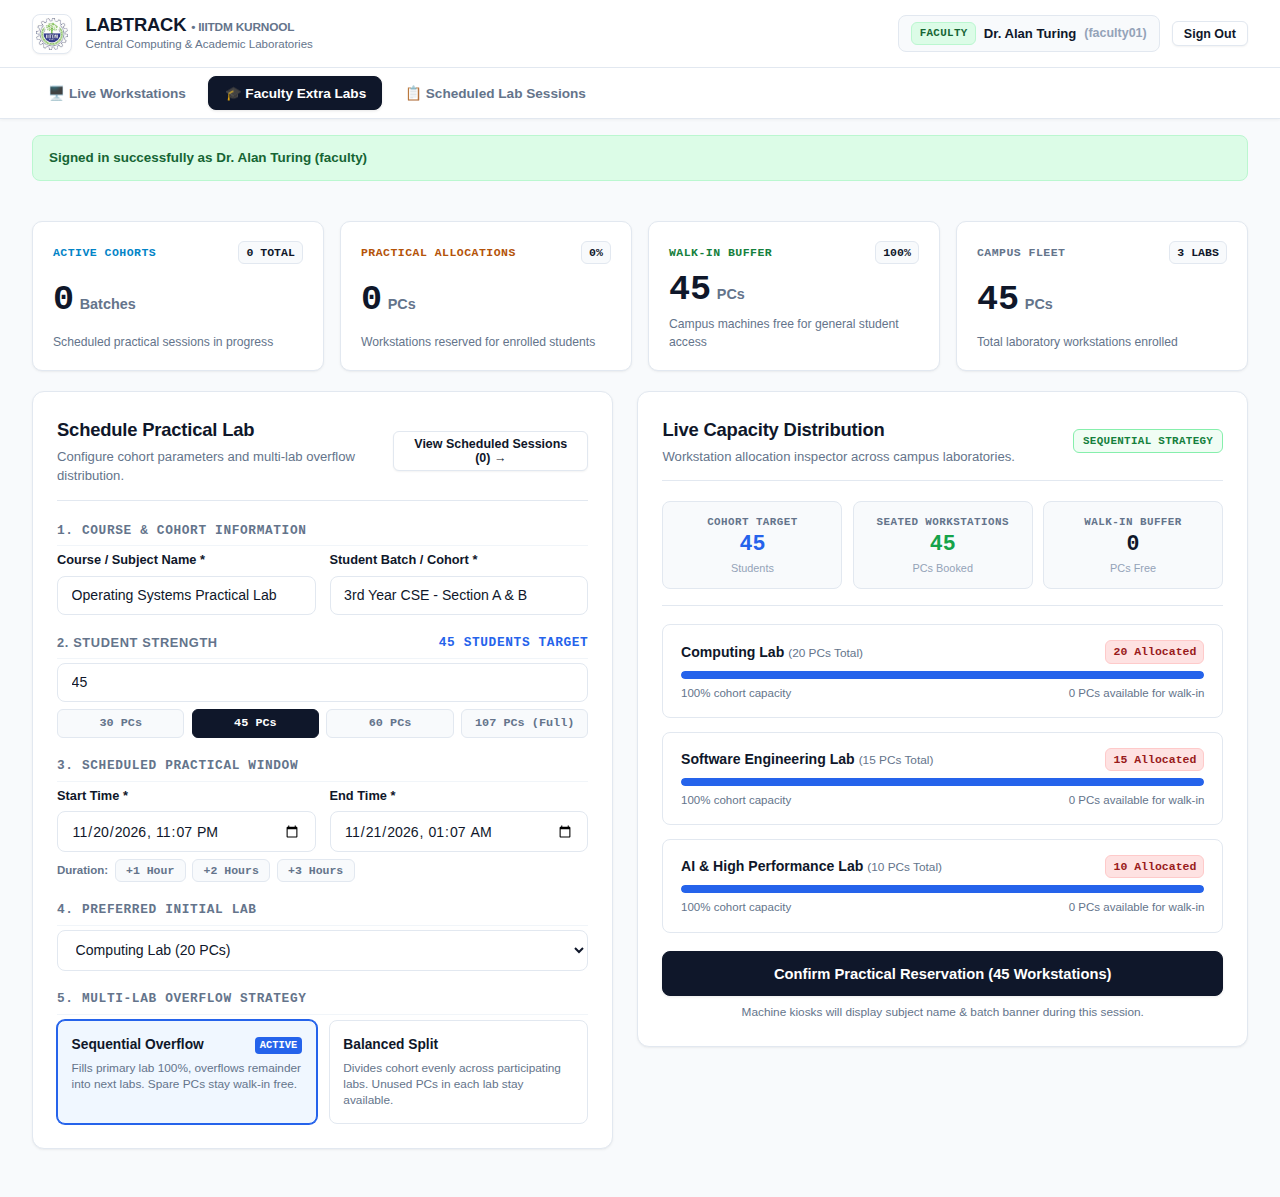 LABTRACK • IIITDM KURNOOL
Central Computing & Academic Laboratories
FACULTY Dr. Alan Turing (faculty01)
Sign Out
Live Workstations
Faculty Extra Labs
Scheduled Lab Sessions
Signed in successfully as Dr. Alan Turing (faculty)
ACTIVE COHORTS 0 TOTAL
0 Batches
Scheduled practical sessions in progress
PRACTICAL ALLOCATIONS 0%
0 PCs
Workstations reserved for enrolled students
WALK-IN BUFFER 100%
45 PCs
Campus machines free for general student
access
CAMPUS FLEET 3 LABS
45 PCs
Total laboratory workstations enrolled
Schedule Practical Lab
Configure cohort parameters and multi-lab overflow
distribution.
View Scheduled Sessions
(0) →
1. COURSE & COHORT INFORMATION
Course / Subject Name *
Operating Systems Practical Lab
Student Batch / Cohort *
3rd Year CSE - Section A & B
2. STUDENT STRENGTH 45 STUDENTS TARGET
45
30 PCs 45 PCs 60 PCs 107 PCs (Full)
3. SCHEDULED PRACTICAL WINDOW
Start Time *
11/20/2026, 11:07 PM
End Time *
11/21/2026, 01:07 AM
Duration: +1 Hour +2 Hours +3 Hours
4. PREFERRED INITIAL LAB
Computing Lab (20 PCs)
5. MULTI-LAB OVERFLOW STRATEGY
Sequential Overflow ACTIVE
Fills primary lab 100%, overflows remainder
into next labs. Spare PCs stay walk-in free.
Balanced Split
Divides cohort evenly across participating
labs. Unused PCs in each lab stay
available.
Live Capacity Distribution
Workstation allocation inspector across campus laboratories.
SEQUENTIAL STRATEGY
COHORT TARGET
45
Students
SEATED WORKSTATIONS
45
PCs Booked
WALK-IN BUFFER
0
PCs Free
Computing Lab (20 PCs Total) 20 Allocated
100% cohort capacity 0 PCs available for walk-in
Software Engineering Lab (15 PCs Total) 15 Allocated
100% cohort capacity 0 PCs available for walk-in
AI & High Performance Lab (10 PCs Total) 10 Allocated
100% cohort capacity 0 PCs available for walk-in
Confirm Practical Reservation (45 Workstations)
Machine kiosks will display subject name & batch banner during this session.